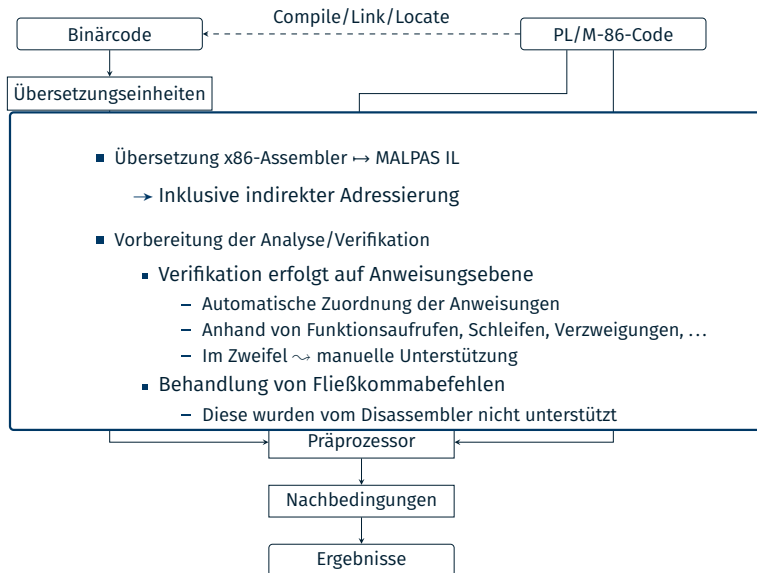 Compile/Link/Locate
Binärcode
PL/M-86-Code
Übersetzungseinheiten
Übersetzung x86-Assembler ↦ MALPAS IL
→ Inklusive indirekter Adressierung
Vorbereitung der Analyse/Verifikation
Verifikation erfolgt auf Anweisungsebene
– Automatische Zuordnung der Anweisungen
– Anhand von Funktionsaufrufen, Schleifen, Verzweigungen, …
– Im Zweifel ⤳ manuelle Unterstützung
Behandlung von Fließkommabefehlen
– Diese wurden vom Disassembler nicht unterstützt
Präprozessor
Nachbedingungen
Ergebnisse